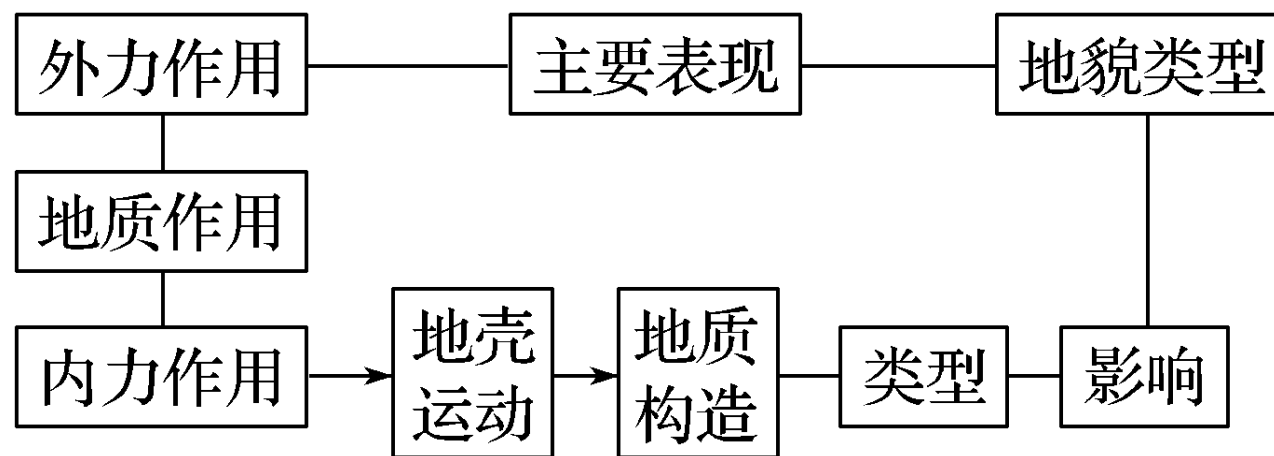 外力作用
主要表现
地貌类型
地质作用
内力作用
地壳
运动
地质
构造
类型
影响